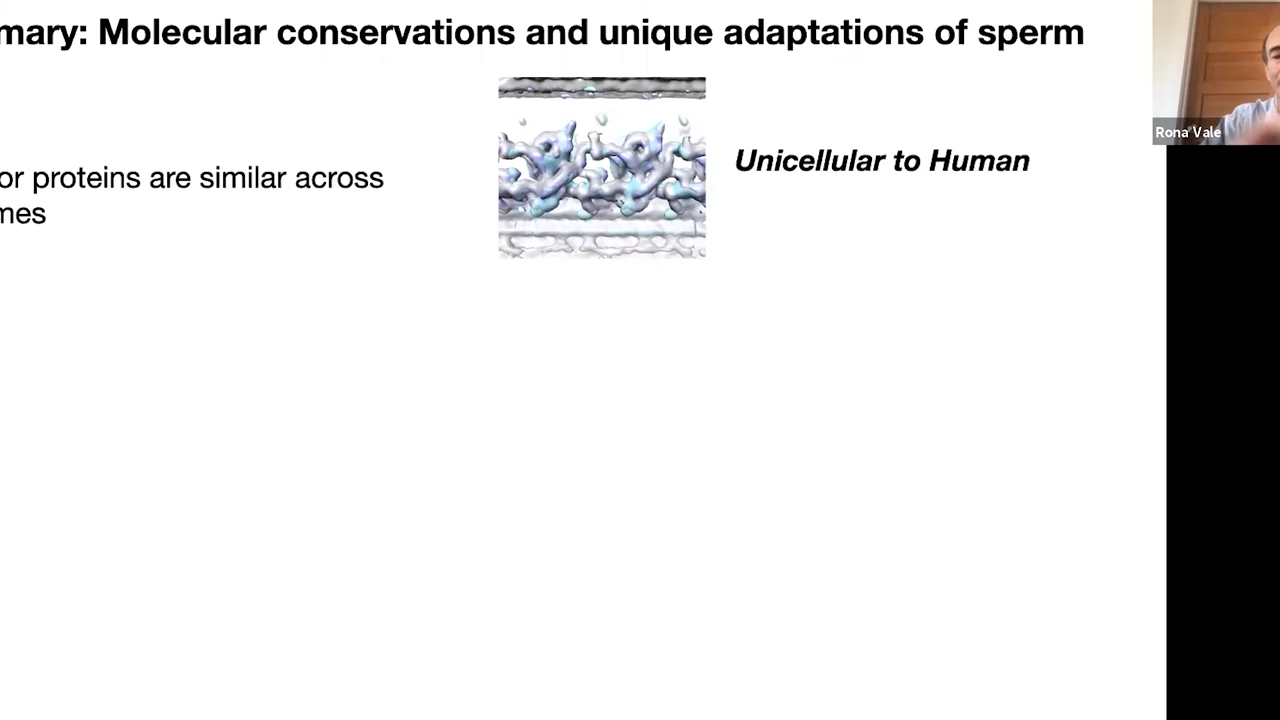 mary: Molecular conservations and unique adaptations of sperm
Rona Vale
Unicellular to Human
or proteins are similar across
mes